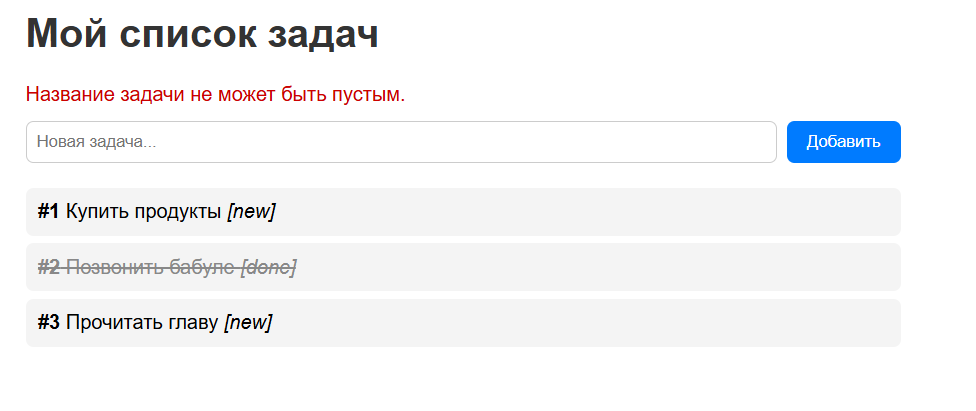 Мой список задач
Название задачи не может быть пустым.
Новая задача...
Добавить
#1 Купить продукты [new]
#2 Позвонить бабуле [done]
#3 Прочитать главу [new]